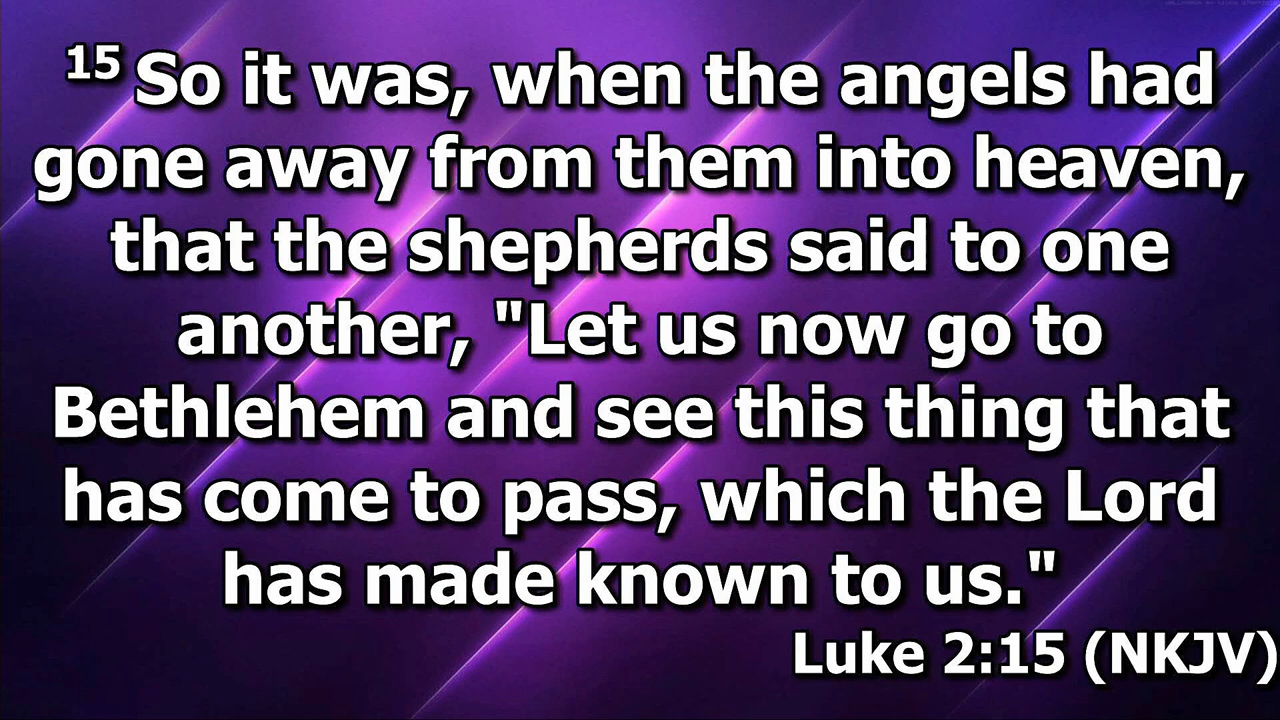 15 So it was, when the angels had
gone away from them into heaven,
that the shepherds said to one
another, "Let us now go to
Bethlehem and see this thing that
has come to pass, which the Lord
has made known to us."
Luke 2:15 (NKJV)